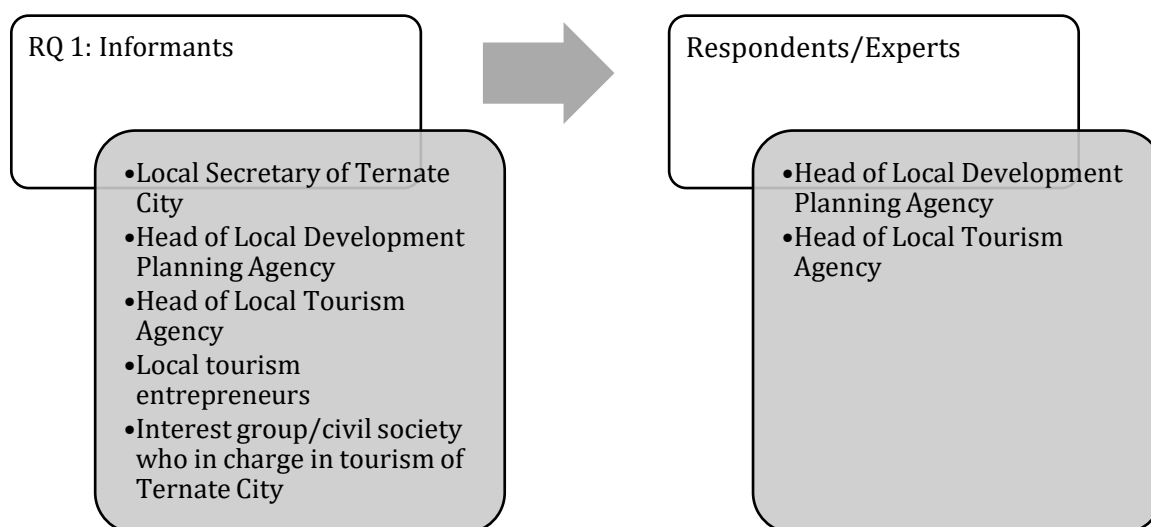 RQ 1: Informants
•Local Secretary of Ternate
City
•Head of Local Development
Planning Agency
•Head of Local Tourism
Agency
•Local tourism
entrepreneurs
•Interest group/civil society
who in charge in tourism of
Ternate City
Respondents/Experts
•Head of Local Development
Planning Agency
•Head of Local Tourism
Agency